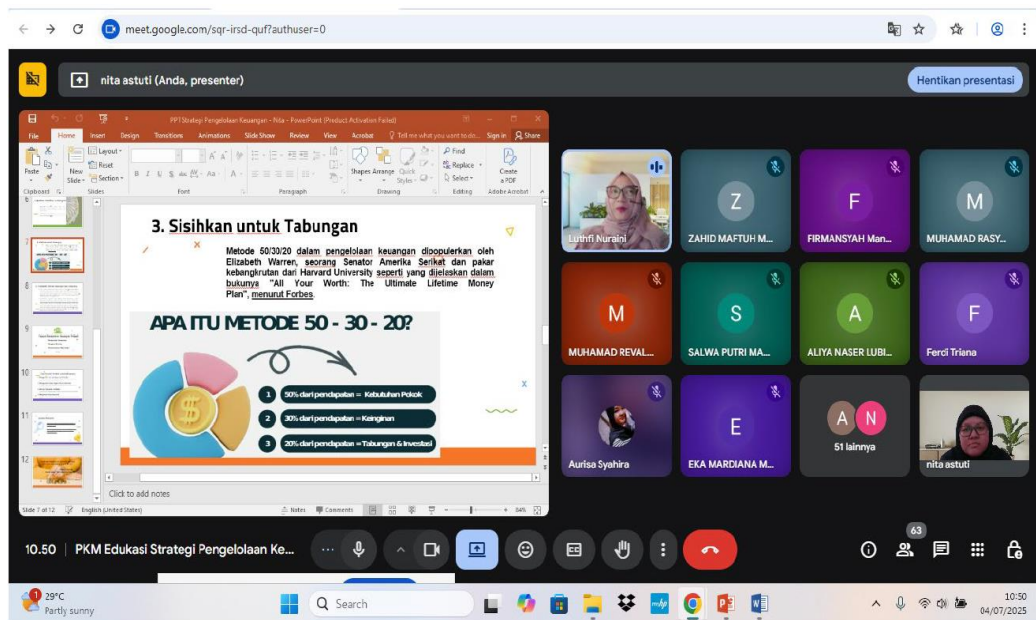 meet.google.com/sqr-irsd-quf?authuser=0
nita astuti (Anda, presenter)
Hentikan presentasi
PPTStrategi Pengelolaan Keuangan - Nita - PowerPoint (Product Activation Failed)
File Home Insert Design Transitions Animations Slide Show Review View Acrobat Tell me what you want to do... Sign in Share
Paste
New Slide
Layout
Reset
Section
Shapes Arrange Quick Styles
Find
Replace
Select
Create a PDF
Clipboard Slides Font Paragraph Drawing Editing Adobe Acrobat
6
7
8
9
10
11
12
3. Sisihkan untuk Tabungan
Metode 50/30/20 dalam pengelolaan keuangan dipopulerkan oleh
Elizabeth Warren, seorang Senator Amerika Serikat dan pakar
kebangkrutan dari Harvard University seperti yang dijelaskan dalam
bukunya "All Your Worth: The Ultimate Lifetime Money
Plan", menurut Forbes.
APA ITU METODE 50 - 30 - 20?
1 50% dari pendapatan = Kebutuhan Pokok
2 30% dari pendapatan = Keinginan
3 20% dari pendapatan = Tabungan & Investasi
Click to add notes
Slide 7 of 12 English (United States) Notes Comments 84%
Luthfi Nuraini
Z
ZAHID MAFTUH M...
F
FIRMANSYAH Man...
M
MUHAMAD RASY...
M
MUHAMAD REVAL...
S
SALWA PUTRI MA...
A
ALIYA NASER LUBI...
F
Ferdi Triana
Aurisa Syahira
E
EKA MARDIANA M...
A N
51 lainnya
nita astuti
10.50 | PKM Edukasi Strategi Pengelolaan Ke...
63
1
29°C
Partly sunny
Search
10:50
04/07/2025